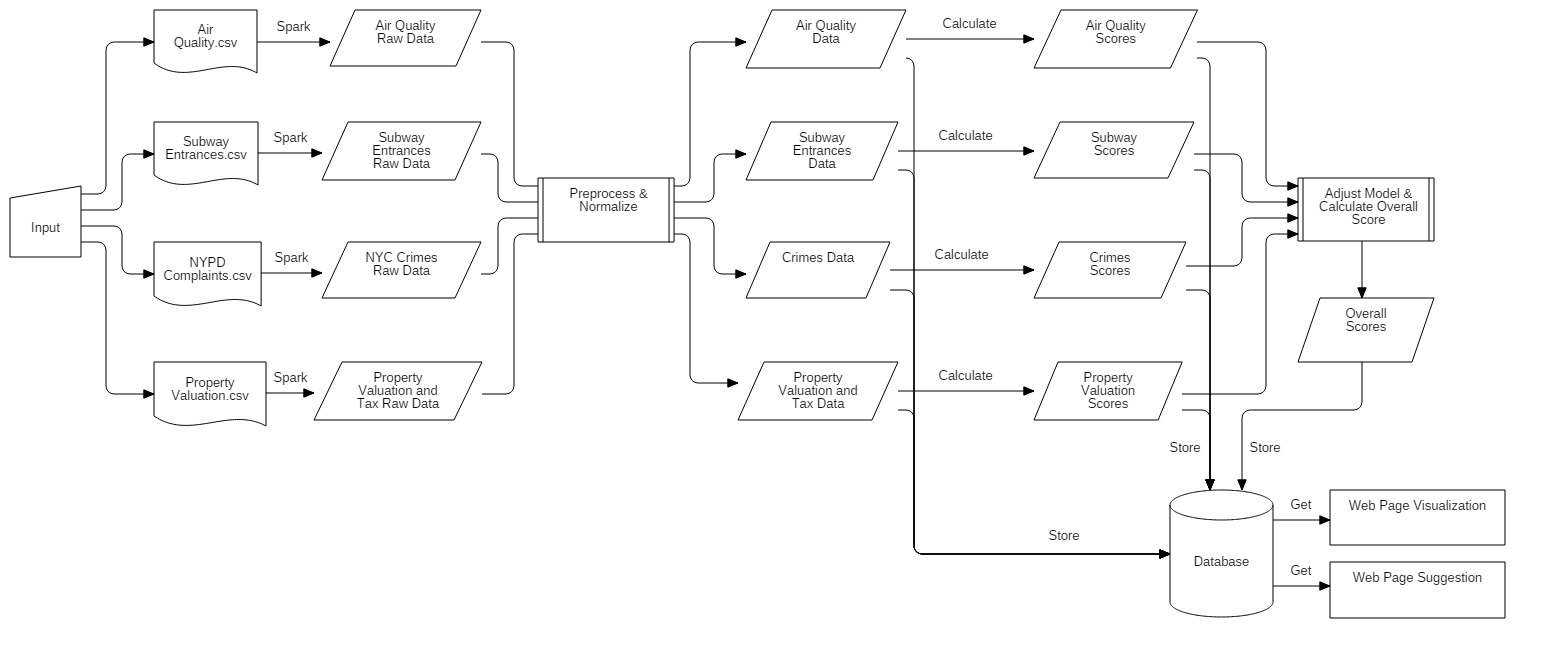 Air
Quality.csv
Spark
Air Quality
Raw Data
Air Quality
Data
Calculate
Air Quality
Scores
Subway
Entrances.csv
Spark
Subway
Entrances
Raw Data
Subway
Entrances
Data
Calculate
Subway
Scores
Input
Preprocess &
Normalize
Adjust Model &
Calculate Overall
Score
NYPD
Complaints.csv
Spark
NYC Crimes
Raw Data
Crimes Data
Calculate
Crimes
Scores
Overall
Scores
Property
Valuation.csv
Spark
Property
Valuation and
Tax Raw Data
Property
Valuation and
Tax Data
Calculate
Property
Valuation
Scores
Store
Store
Store
Database
Get
Web Page Visualization
Get
Web Page Suggestion